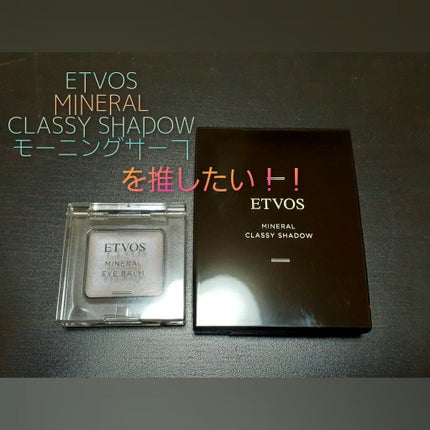 ETVOS
MINERAL
CLASSY SHADOW
モーニングサーフ
を推したい！！
ETVOS
MINERAL
CLASSY SHADOW
ETVOS
MINERAL
EYE BALM